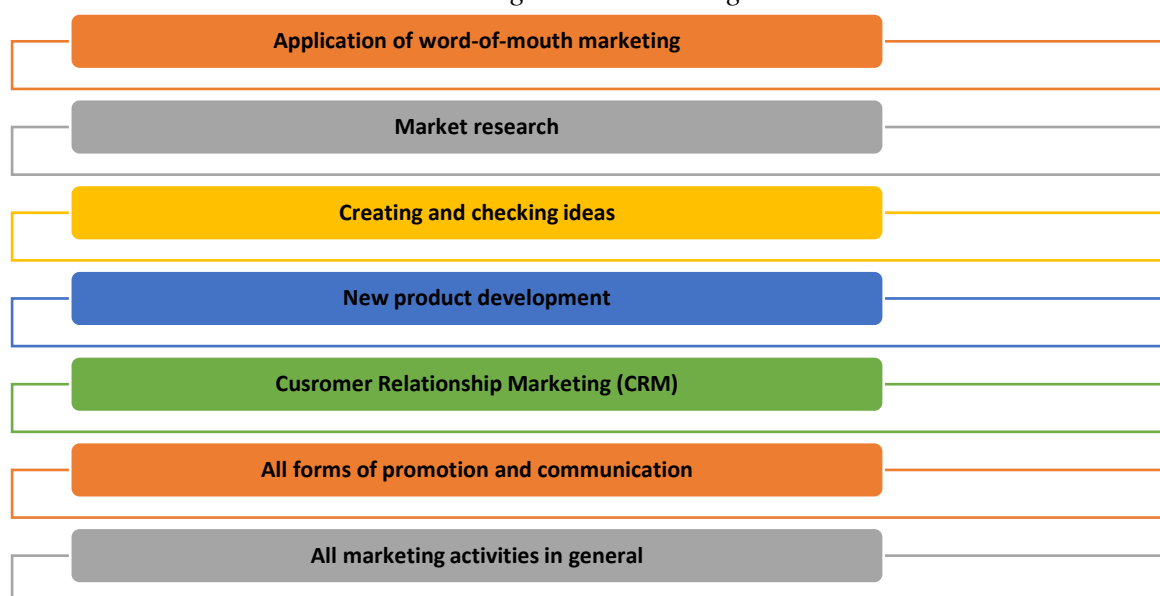 Application of word-of-mouth marketing
Market research
Creating and checking ideas
New product development
Cusromer Relationship Marketing (CRM)
All forms of promotion and communication
All marketing activities in general